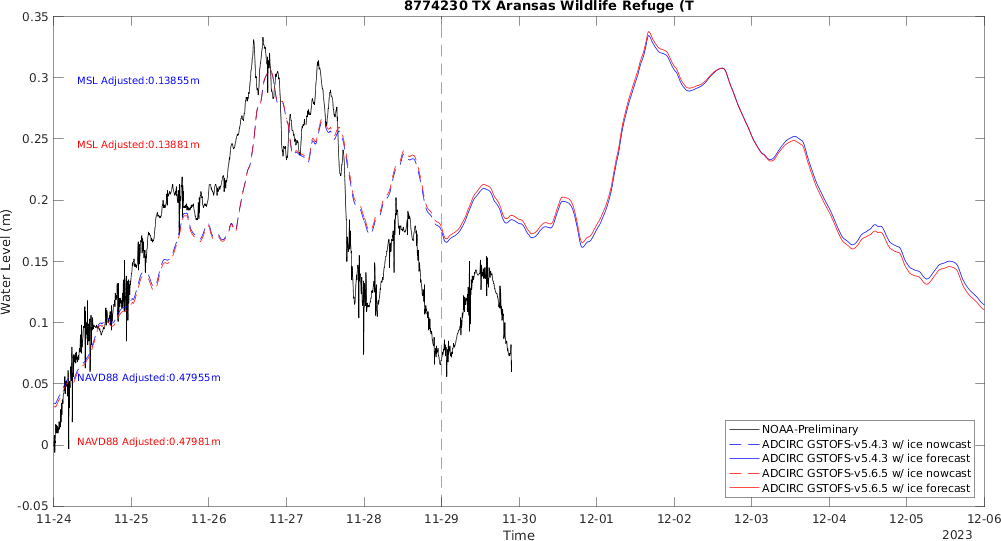 8774230 TX Aransas Wildlife Refuge (T
0.35
0.3
0.25
0.2
0.15
0.1
0.05
0
-0.05
Water Level (m)
MSL Adjusted:0.13855m
MSL Adjusted:0.13881m
NAVD88 Adjusted:0.47955m
NAVD88 Adjusted:0.47981m
NOAA-Preliminary
ADCIRC GSTOFS-v5.4.3 w/ ice nowcast
ADCIRC GSTOFS-v5.4.3 w/ ice forecast
ADCIRC GSTOFS-v5.6.5 w/ ice nowcast
ADCIRC GSTOFS-v5.6.5 w/ ice forecast
11-24 11-25 11-26 11-27 11-28 11-29 11-30 12-01 12-02 12-03 12-04 12-05 12-06
Time
2023